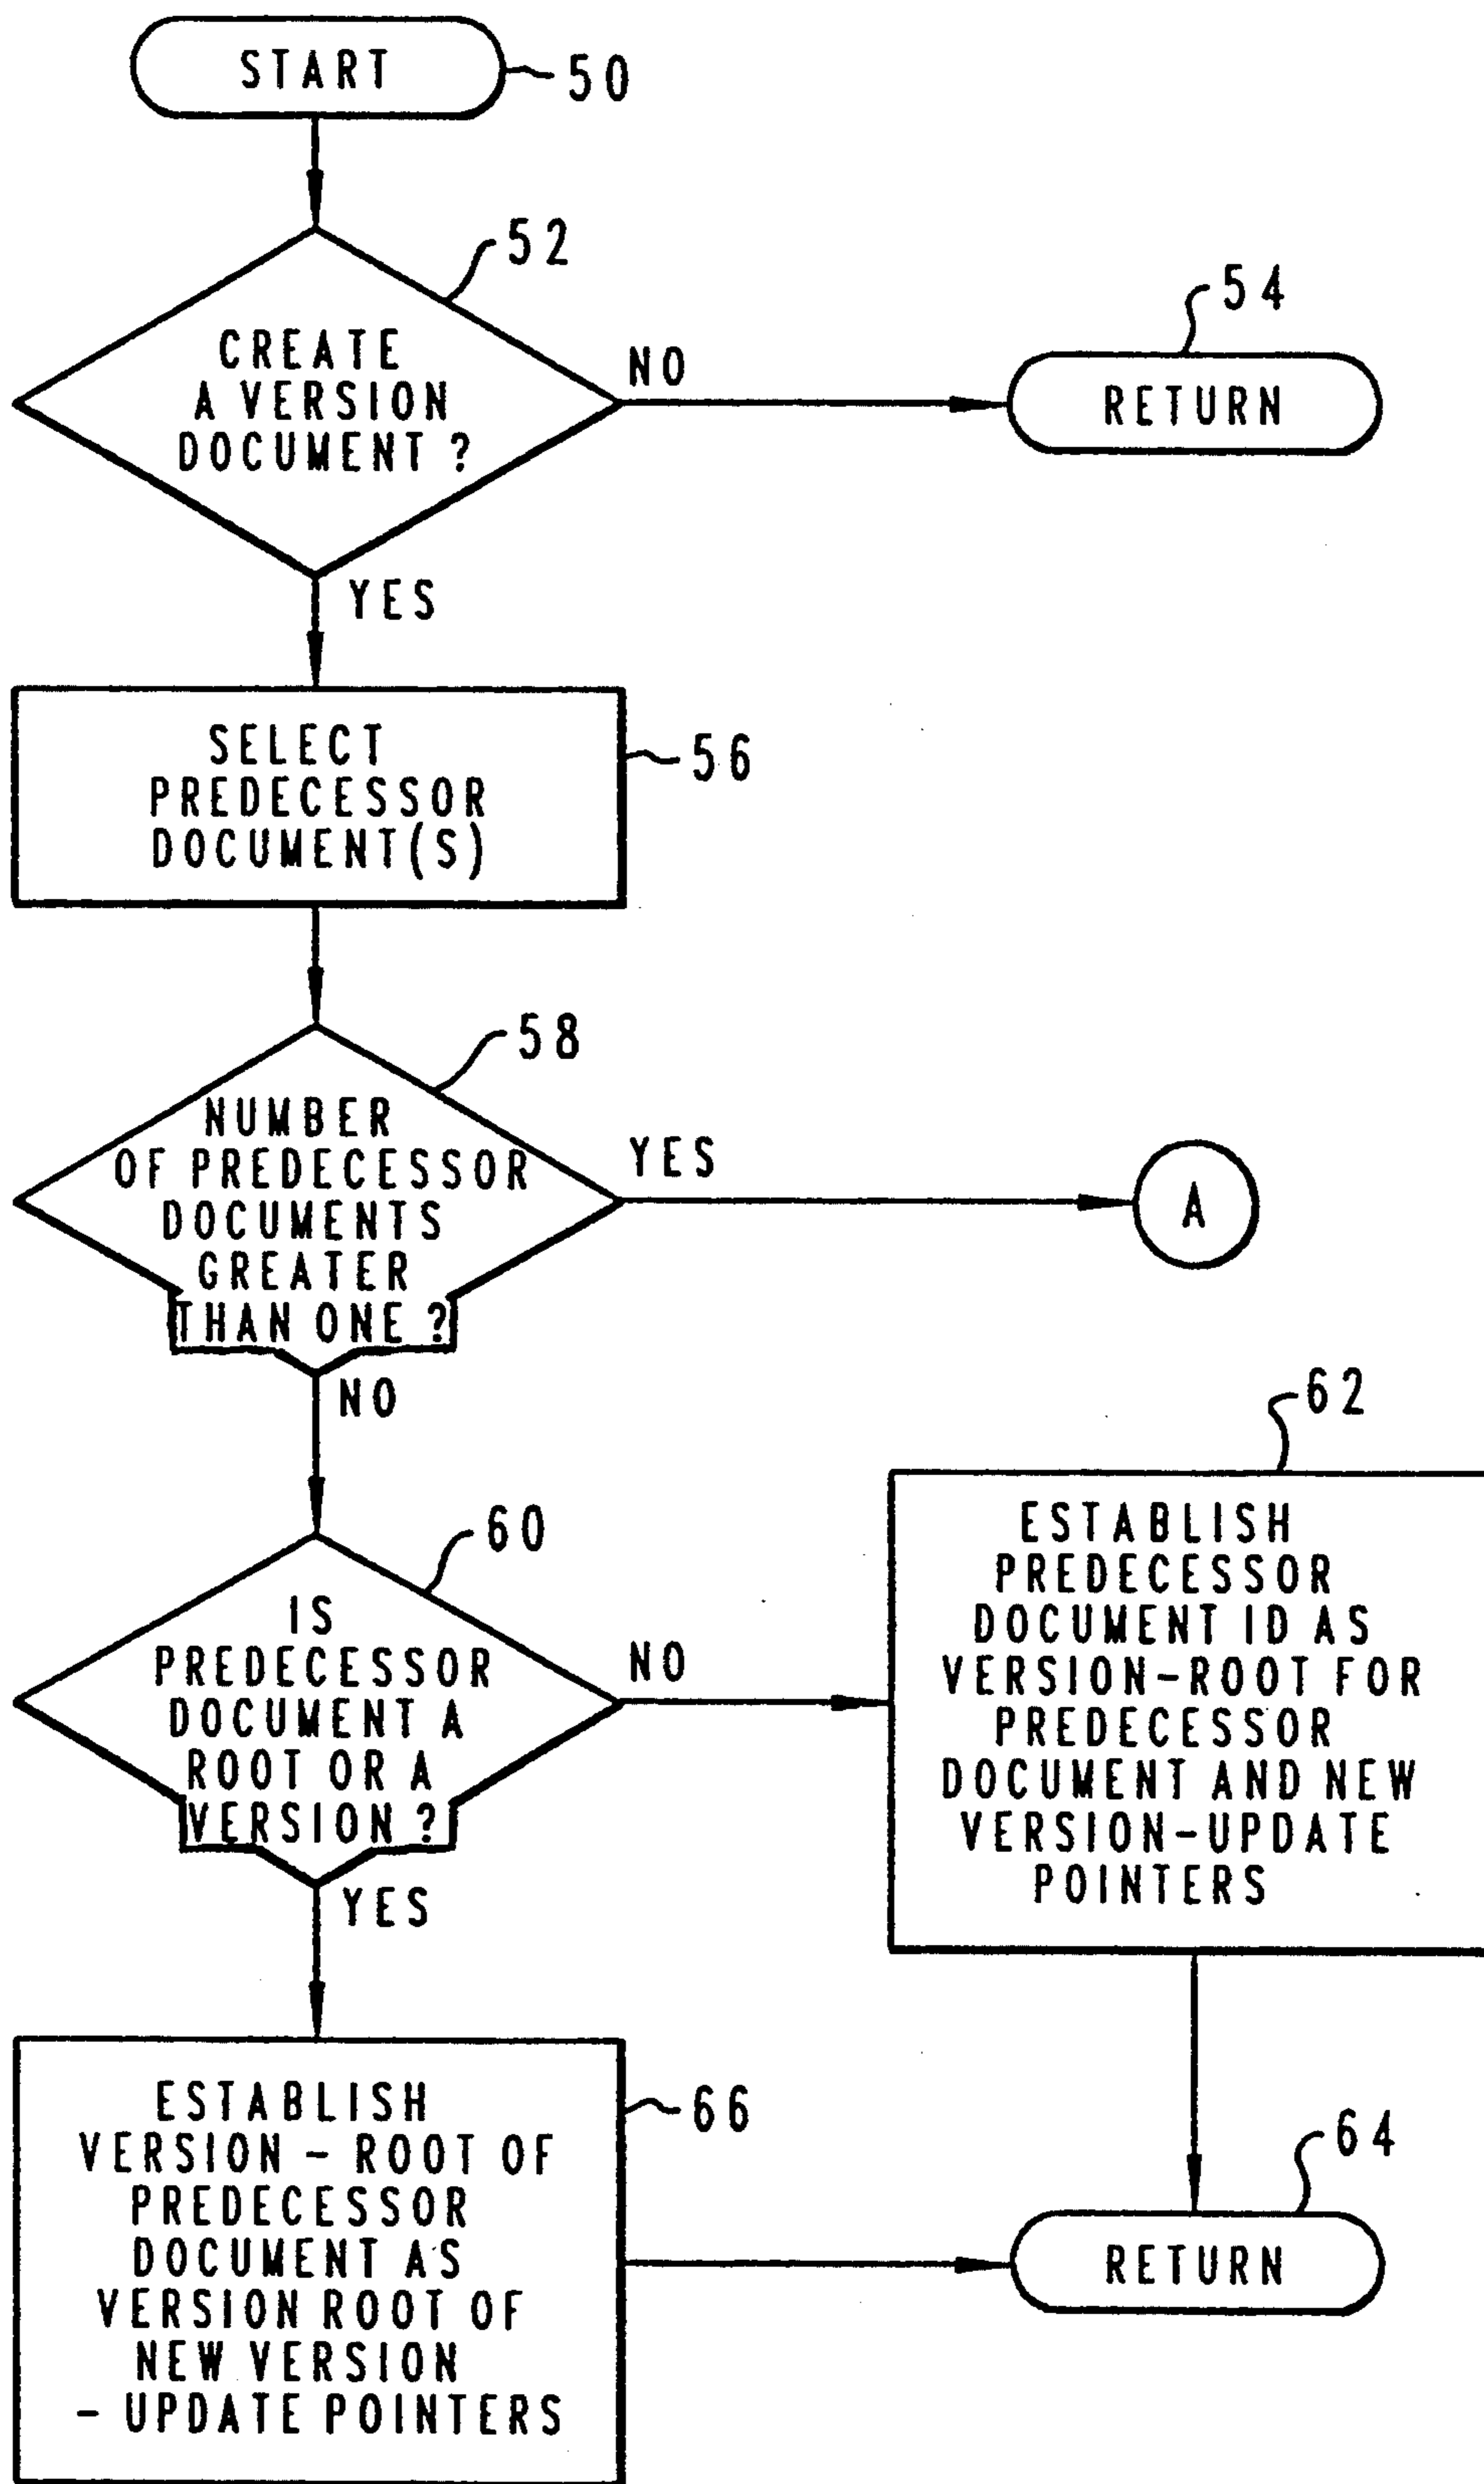 START
50
52
CREATE
A VERSION
DOCUMENT ?
NO
54
RETURN
YES
SELECT
PREDECESSOR
DOCUMENT(S)
56
58
NUMBER
OF PREDECESSOR
DOCUMENTS
GREATER
THAN ONE ?
YES
A
NO
60
IS
PREDECESSOR
DOCUMENT A
ROOT OR A
VERSION ?
NO
62
ESTABLISH
PREDECESSOR
DOCUMENT ID AS
VERSION-ROOT FOR
PREDECESSOR
DOCUMENT AND NEW
VERSION-UPDATE
POINTERS
YES
ESTABLISH
VERSION - ROOT OF
PREDECESSOR
DOCUMENT AS
VERSION ROOT OF
NEW VERSION
- UPDATE POINTERS
66
64
RETURN